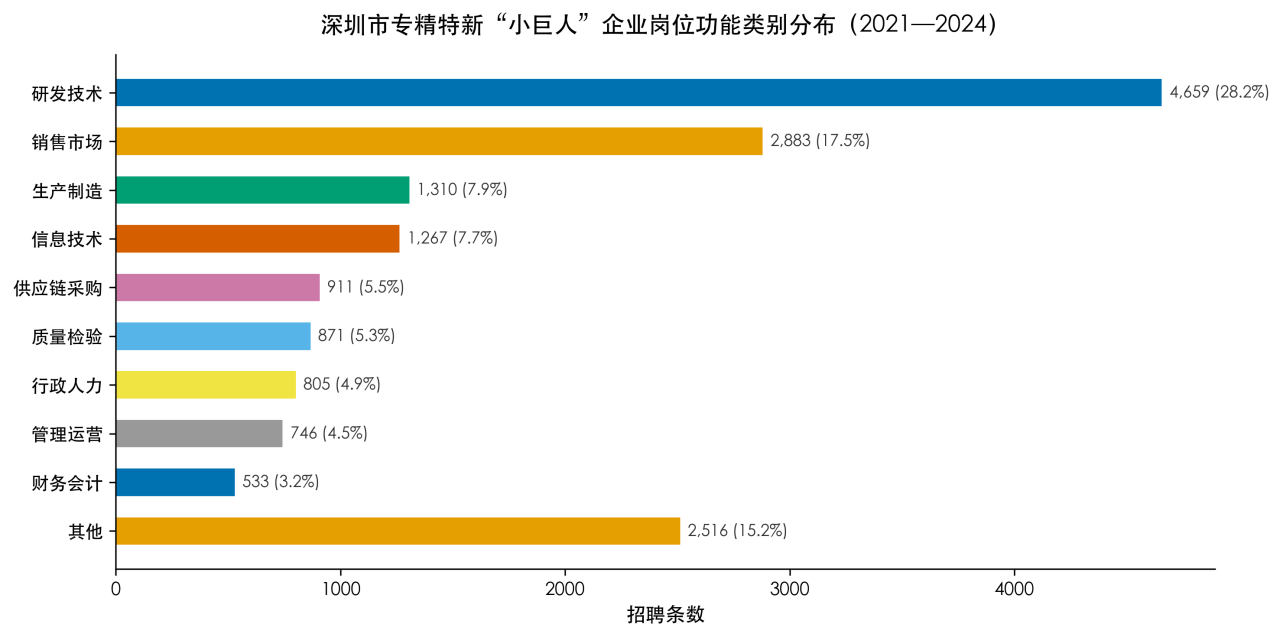 深圳市专精特新“小巨人”企业岗位功能类别分布（2021—2024）
研发技术 4,659 (28.2%)
销售市场 2,883 (17.5%)
生产制造 1,310 (7.9%)
信息技术 1,267 (7.7%)
供应链采购 911 (5.5%)
质量检验 871 (5.3%)
行政人力 805 (4.9%)
管理运营 746 (4.5%)
财务会计 533 (3.2%)
其他 2,516 (15.2%)
0 1000 2000 3000 4000
招聘条数